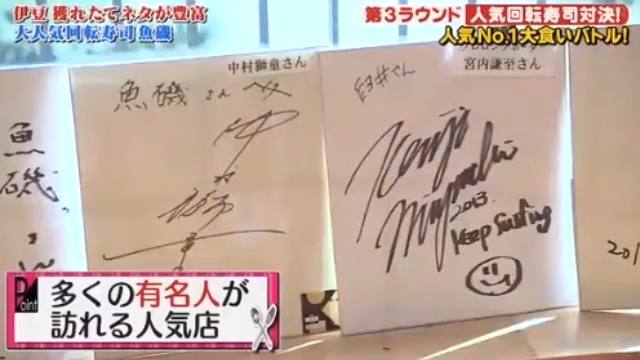 伊豆 獲れたてネタが豊富
大人気回転寿司魚磯
第3ラウンド 人気回転寿司対決!
人気No.1大食いバトル!
中村獅童さん
宮内謙至さん
魚磯さんへ
魚磯さん
Kenji
Miyauchi
2013
Keep Surfing
201
Point
多くの有名人が
訪れる人気店